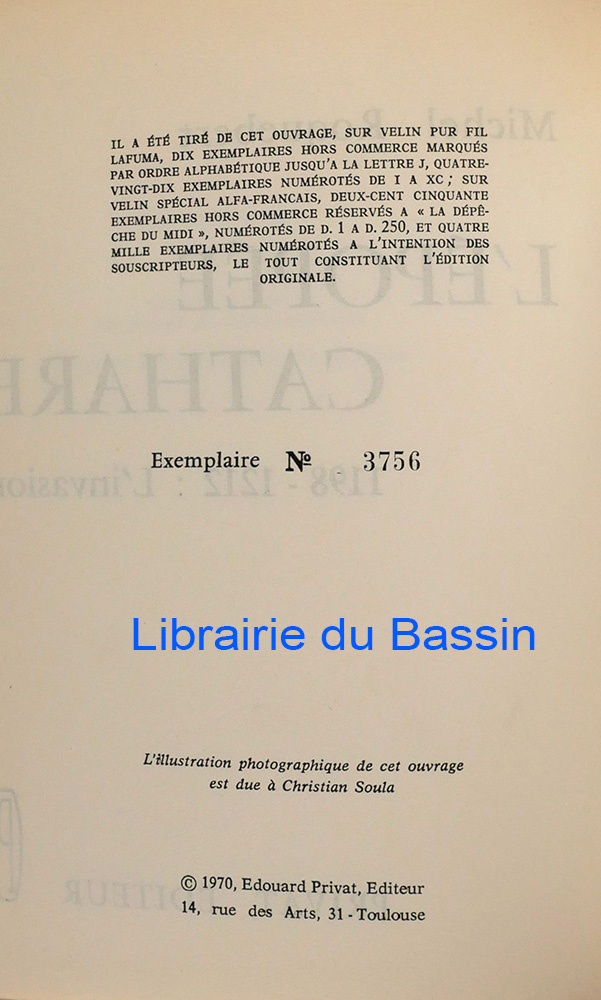 IL A ÉTÉ TIRÉ DE CET OUVRAGE, SUR VELIN PUR FIL
LAFUMA, DIX EXEMPLAIRES HORS COMMERCE MARQUÉS
PAR ORDRE ALPHABÉTIQUE JUSQU'A LA LETTRE J, QUATRE-
VINGT-DIX EXEMPLAIRES NUMÉROTÉS DE I A XC ; SUR
VELIN SPÉCIAL ALFA-FRANCAIS, DEUX-CENT CINQUANTE
EXEMPLAIRES HORS COMMERCE RÉSERVÉS A « LA DÉPÊ-
CHE DU MIDI », NUMÉROTÉS DE D. 1 A D. 250, ET QUATRE
MILLE EXEMPLAIRES NUMÉROTÉS A L'INTENTION DES
SOUSCRIPTEURS, LE TOUT CONSTITUANT L'ÉDITION
ORIGINALE.
Exemplaire № 3756
Librairie du Bassin
L'illustration photographique de cet ouvrage
est due à Christian Soula
© 1970, Edouard Privat, Editeur
14, rue des Arts, 31 - Toulouse